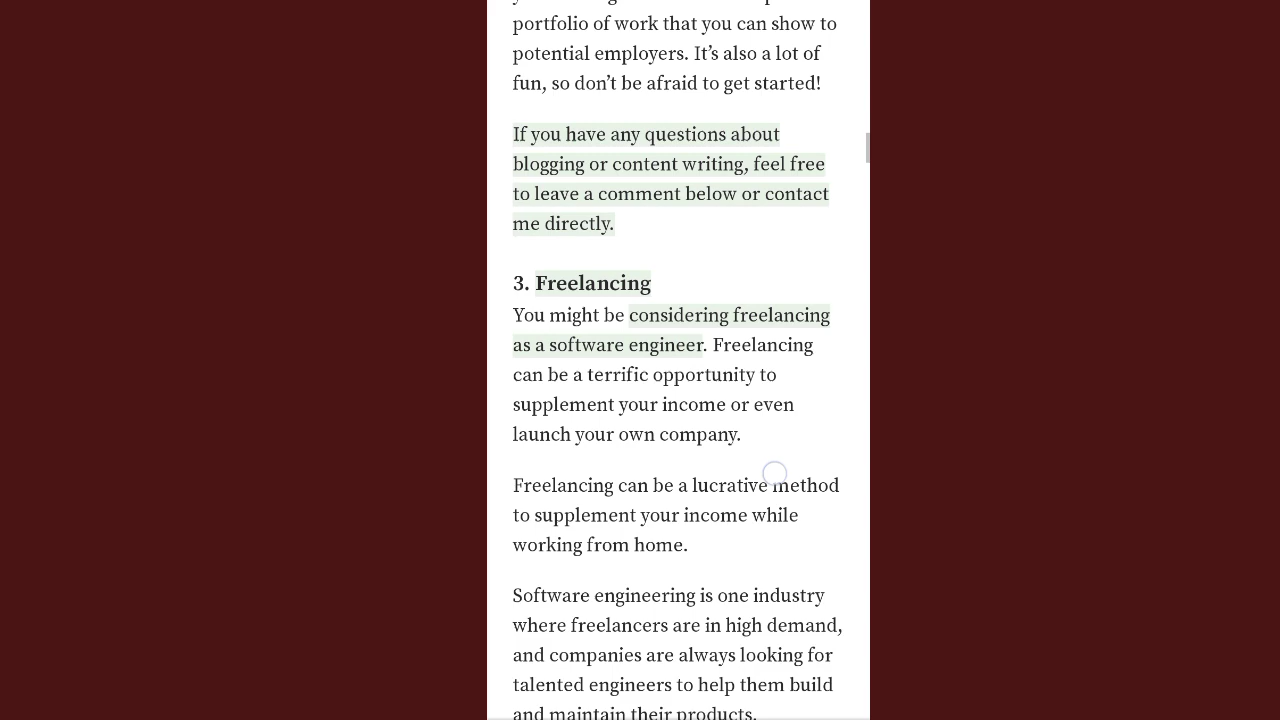 portfolio of work that you can show to
potential employers. It’s also a lot of
fun, so don’t be afraid to get started!
If you have any questions about
blogging or content writing, feel free
to leave a comment below or contact
me directly.
3. Freelancing
You might be considering freelancing
as a software engineer. Freelancing
can be a terrific opportunity to
supplement your income or even
launch your own company.
Freelancing can be a lucrative method
to supplement your income while
working from home.
Software engineering is one industry
where freelancers are in high demand,
and companies are always looking for
talented engineers to help them build
and maintain their products.